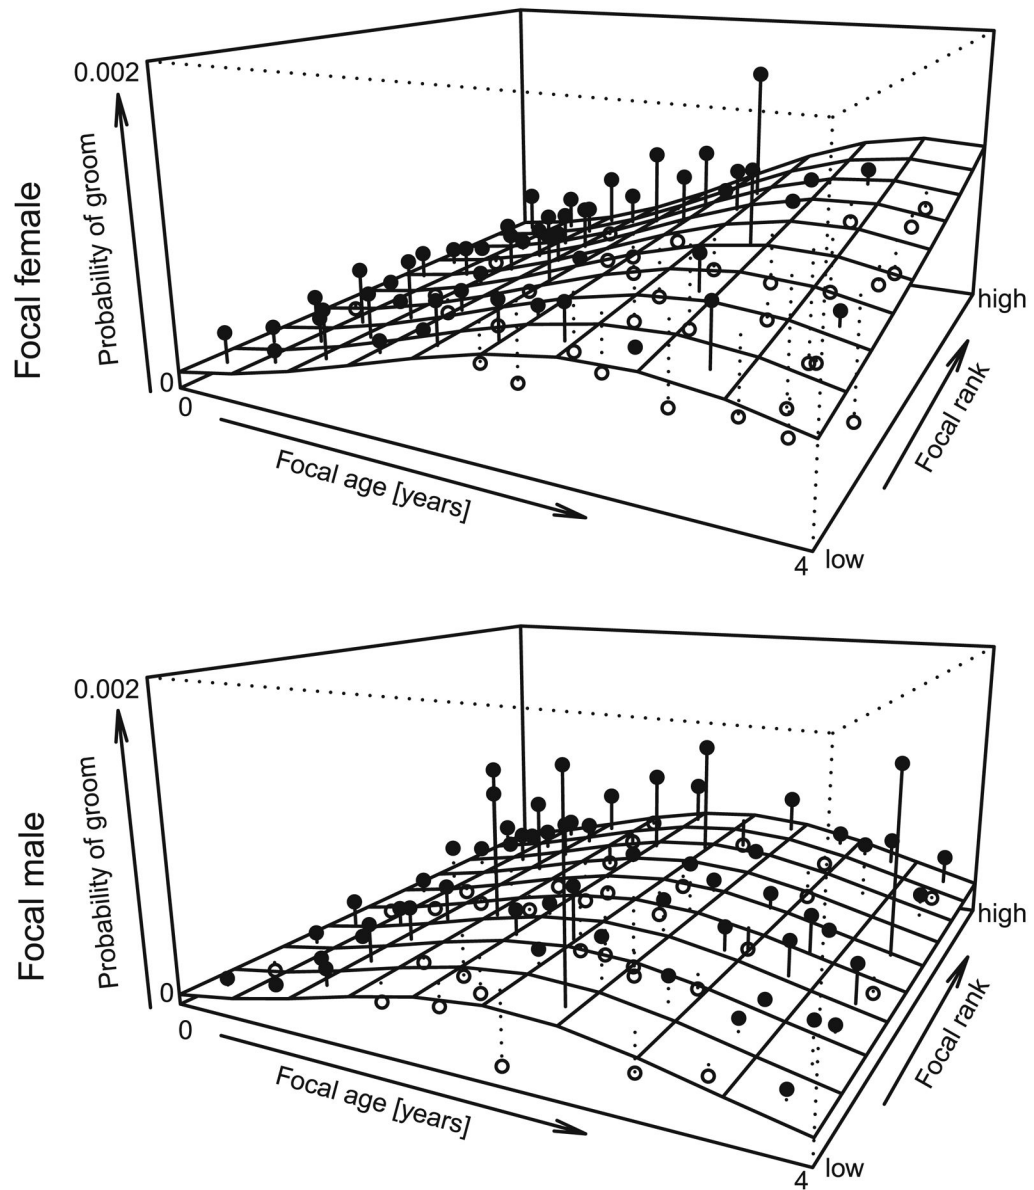 Focal female
0.002
Probability of groom
0
0
Focal age [years]
4
low
Focal rank
high
Focal male
0.002
Probability of groom
0
0
Focal age [years]
4
low
Focal rank
high